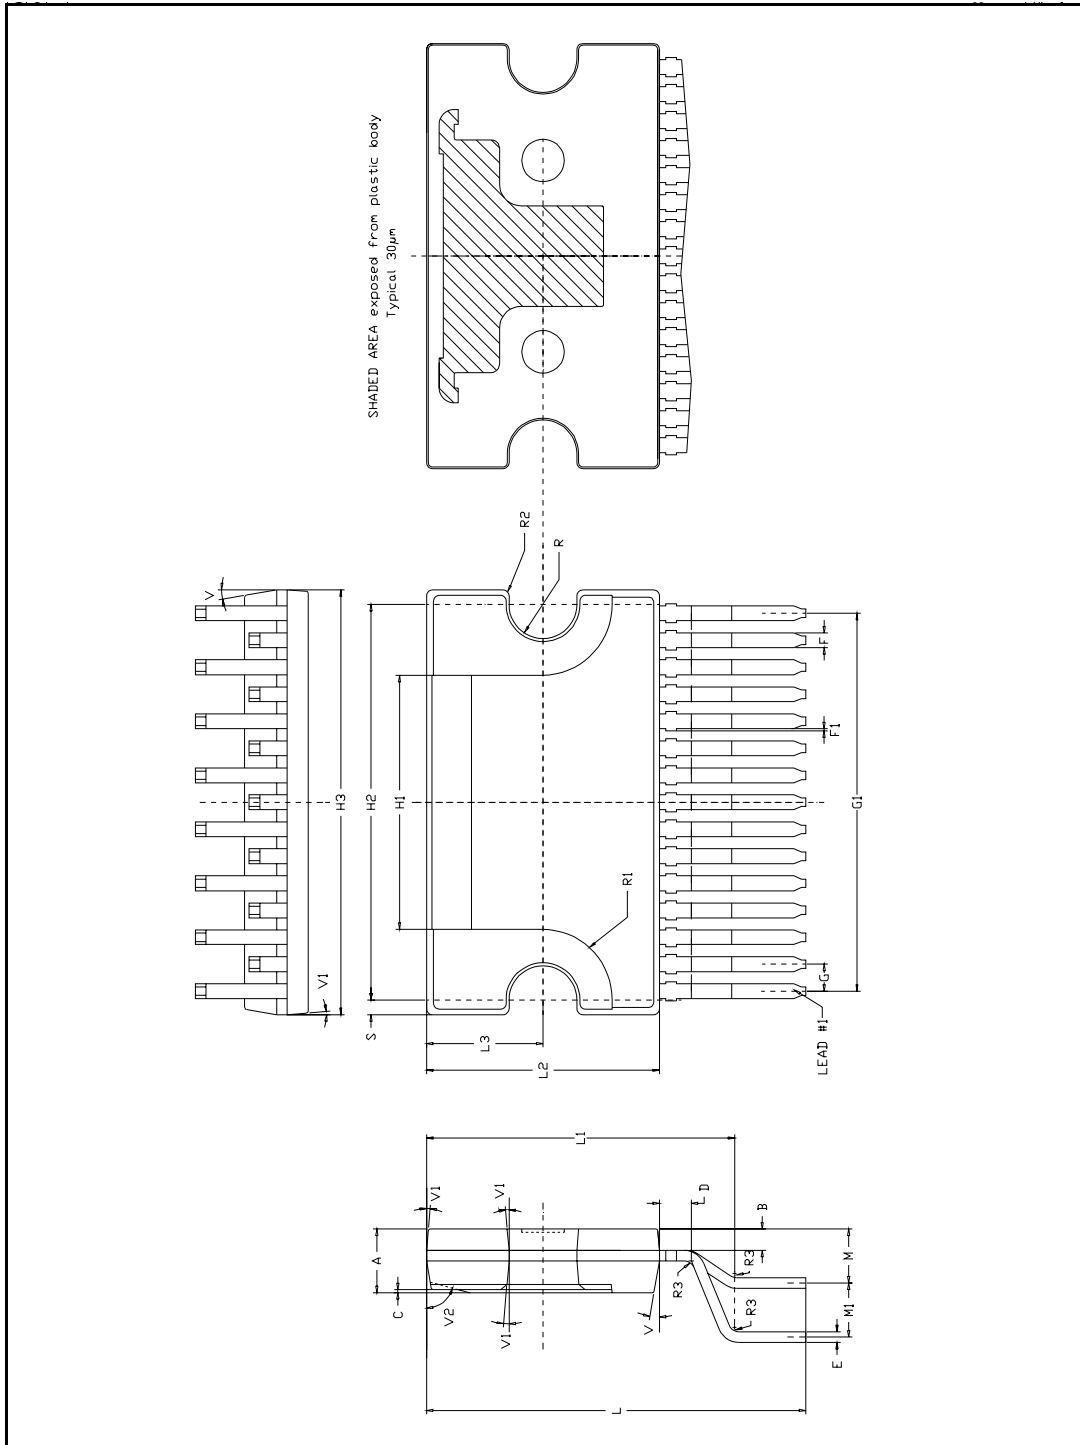 SHADED AREA exposed from plastic body
Typical 30µm
R2
R
V
H3
H2
H1
F
F1
G1
R1
V1
S
L3
L2
G
LEAD #1
L1
V1
V1
D
B
A
C
V2
V1
V
R3
R3
R3
M
M1
E
L